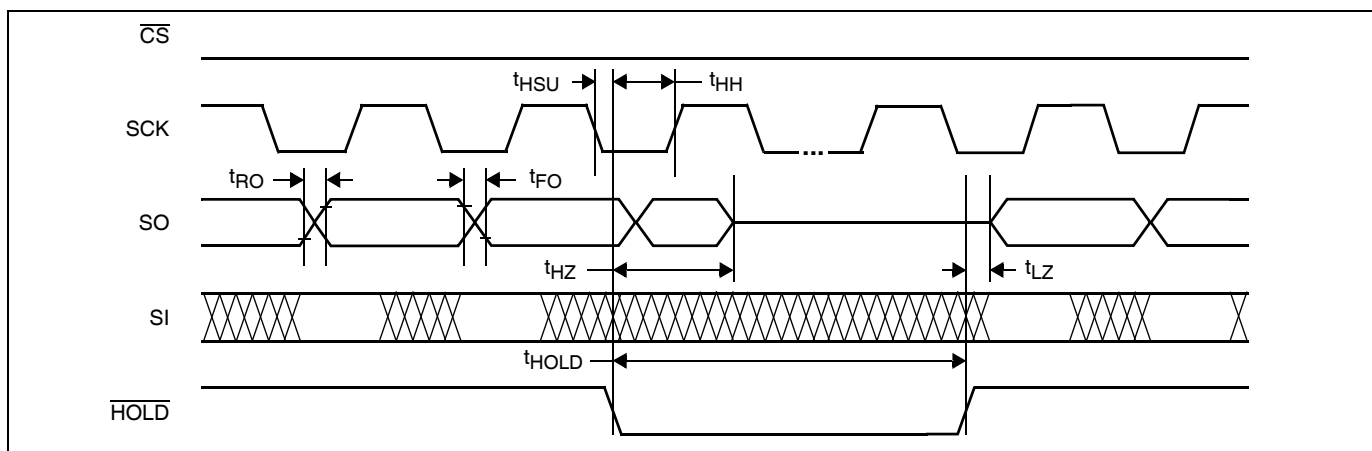 CS
tHSU
tHH
SCK
...
tRO
tFO
SO
tHZ
tLZ
SI
tHOLD
HOLD